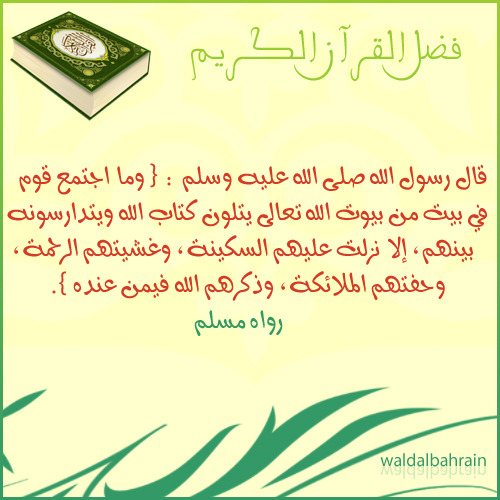 فضل القرآن الكريم
قال رسول الله صلى الله عليه وسلم : { وما اجتمع قوم
في بيت من بيوت الله تعالى يتلون كتاب الله ويتدارسونه
بينهم، إلا نزلت عليهم السكينة، وغشيتهم الرحمة،
وحفتهم الملائكة، وذكرهم الله فيمن عنده }.
رواه مسلم
waldalbahrain